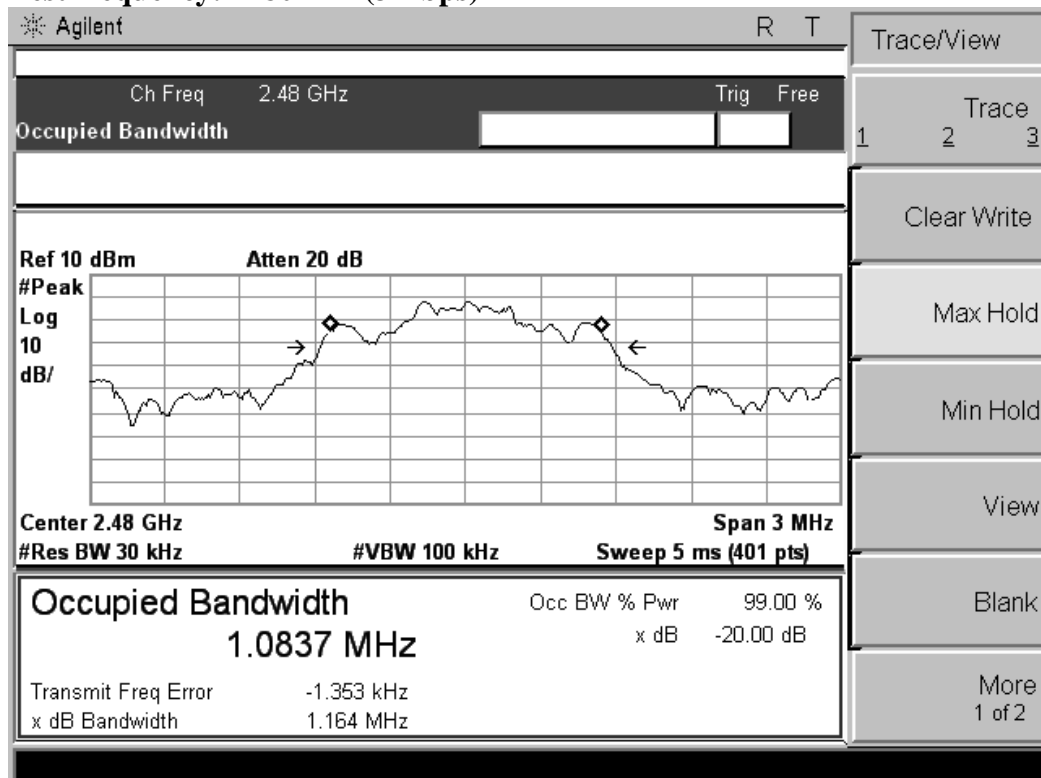 Agilent R T
Trace/View
Ch Freq 2.48 GHz Trig Free
Occupied Bandwidth
Trace
1 2 3
Clear Write
Ref 10 dBm Atten 20 dB
#Peak
Log
10
dB/
Max Hold
Min Hold
Center 2.48 GHz Span 3 MHz
#Res BW 30 kHz #VBW 100 kHz Sweep 5 ms (401 pts)
View
Occupied Bandwidth Occ BW % Pwr 99.00 %
1.0837 MHz x dB -20.00 dB
Blank
Transmit Freq Error -1.353 kHz
x dB Bandwidth 1.164 MHz
More
1 of 2